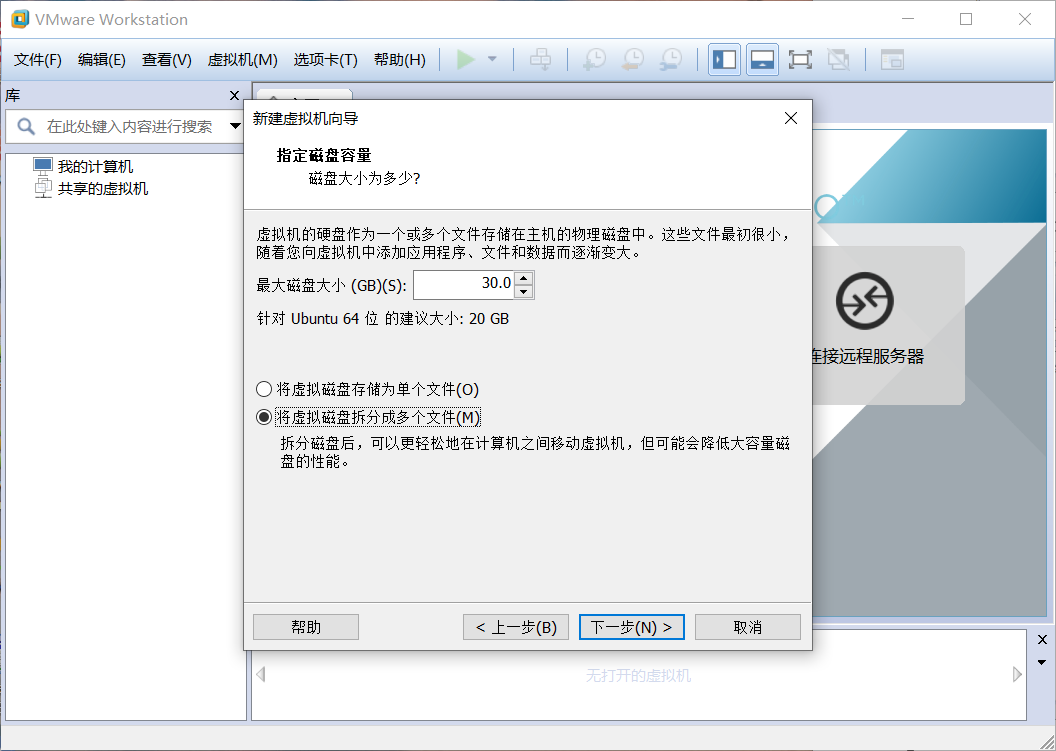 VMware Workstation
文件(F) 编辑(E) 查看(V) 虚拟机(M) 选项卡(T) 帮助(H)
库
在此处键入内容进行搜索
我的计算机
共享的虚拟机
新建虚拟机向导
指定磁盘容量
磁盘大小为多少?
虚拟机的硬盘作为一个或多个文件存储在主机的物理磁盘中。这些文件最初很小，
随着您向虚拟机中添加应用程序、文件和数据而逐渐变大。
最大磁盘大小 (GB)(S): 30.0
针对 Ubuntu 64 位 的建议大小: 20 GB
将虚拟磁盘存储为单个文件(O)
将虚拟磁盘拆分成多个文件(M)
拆分磁盘后，可以更轻松地在计算机之间移动虚拟机，但可能会降低大容量磁
盘的性能。
帮助 < 上一步(B) 下一步(N) > 取消
连接远程服务器
无打开的虚拟机